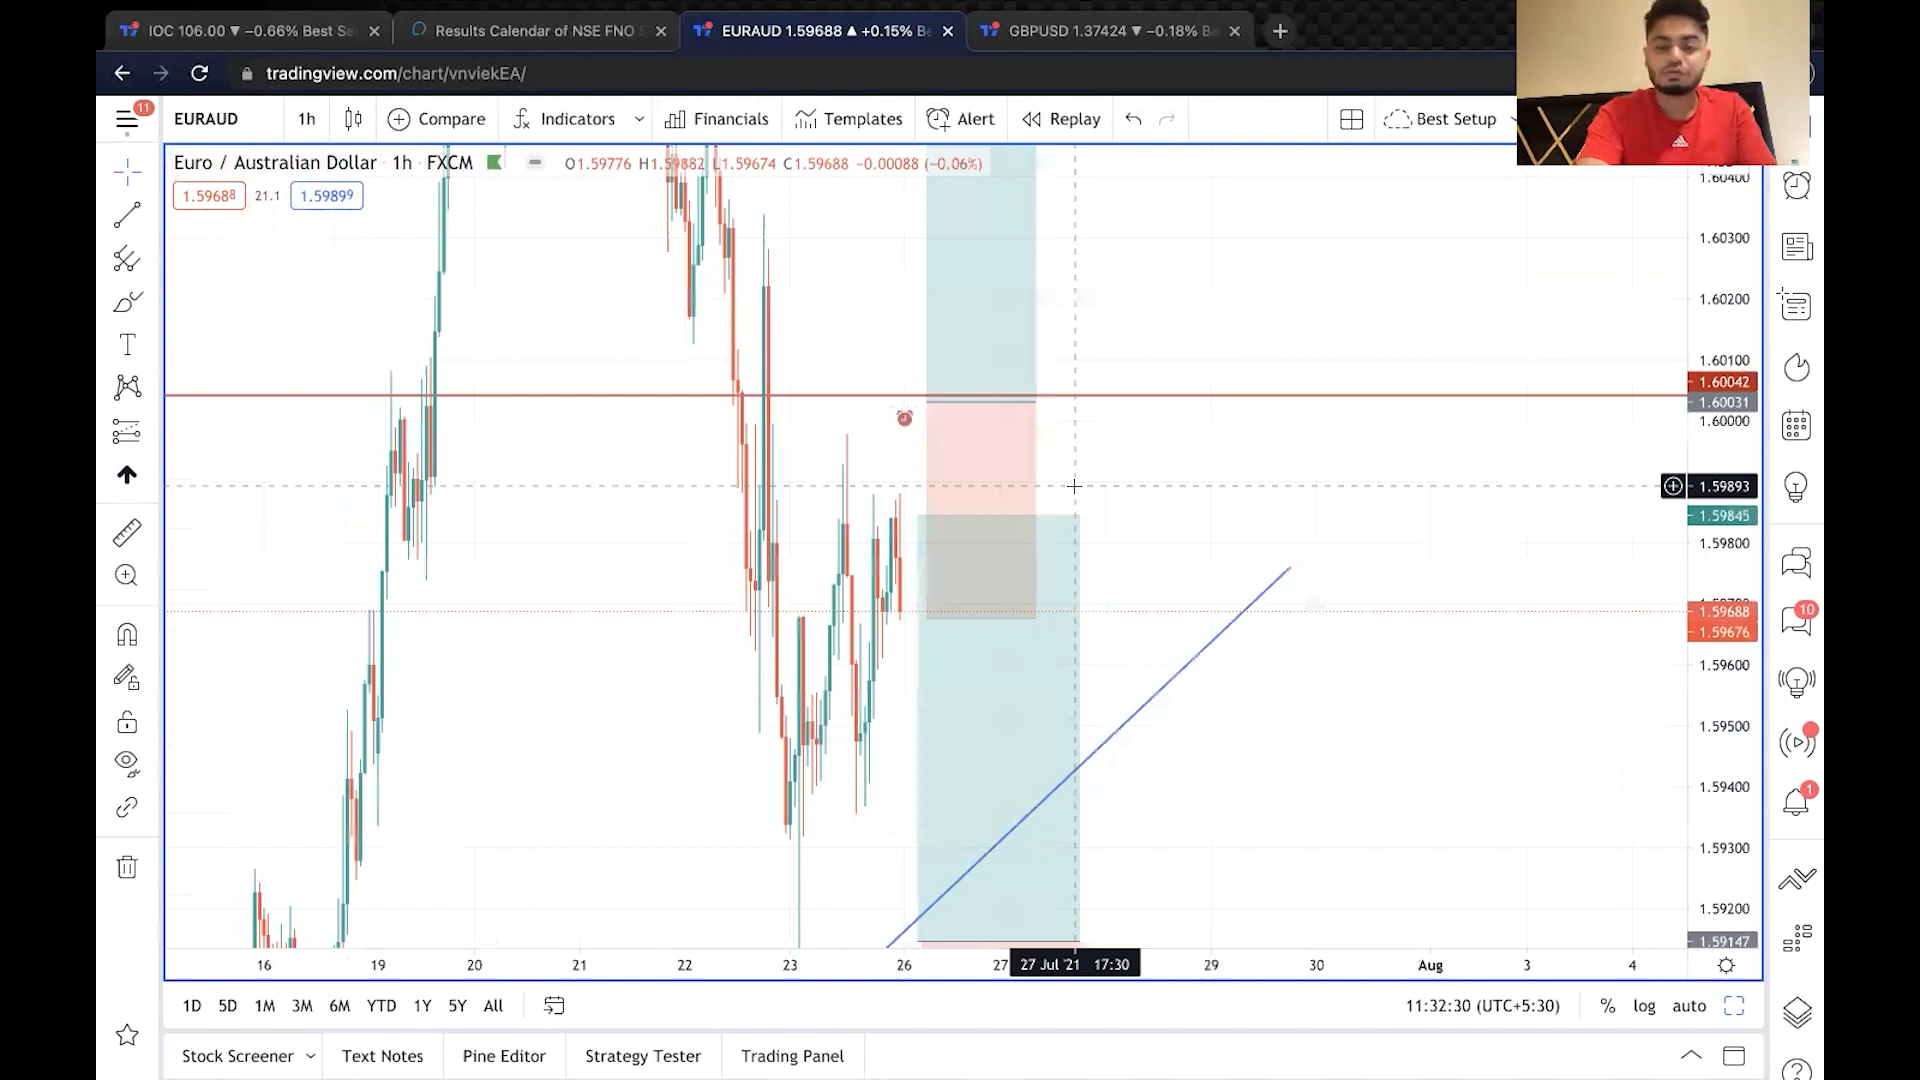 IOC 106.00 ▼ −0.66% Best Se
Results Calendar of NSE FNO S
EURAUD 1.59688 ▲ +0.15% Be
GBPUSD 1.37424 ▼ −0.18% Be
tradingview.com/chart/vnviekEA/
11
EURAUD 1h Compare Indicators Financials Templates Alert Replay Best Setup
Euro / Australian Dollar 1h FXCM O1.59776 H1.59882 L1.59674 C1.59688 −0.00088 (−0.06%)
1.59688 21.1 1.59899
1.60400
1.60300
1.60200
1.60100
1.60042
1.60031
1.60000
1.59893
1.59845
1.59800
1.59688
1.59676
1.59600
1.59500
1.59400
1.59300
1.59200
1.59147
10
1
16 19 20 21 22 23 26 27 27 Jul '21 17:30 29 30 Aug 3 4
1D 5D 1M 3M 6M YTD 1Y 5Y All 11:32:30 (UTC+5:30) % log auto
Stock Screener Text Notes Pine Editor Strategy Tester Trading Panel